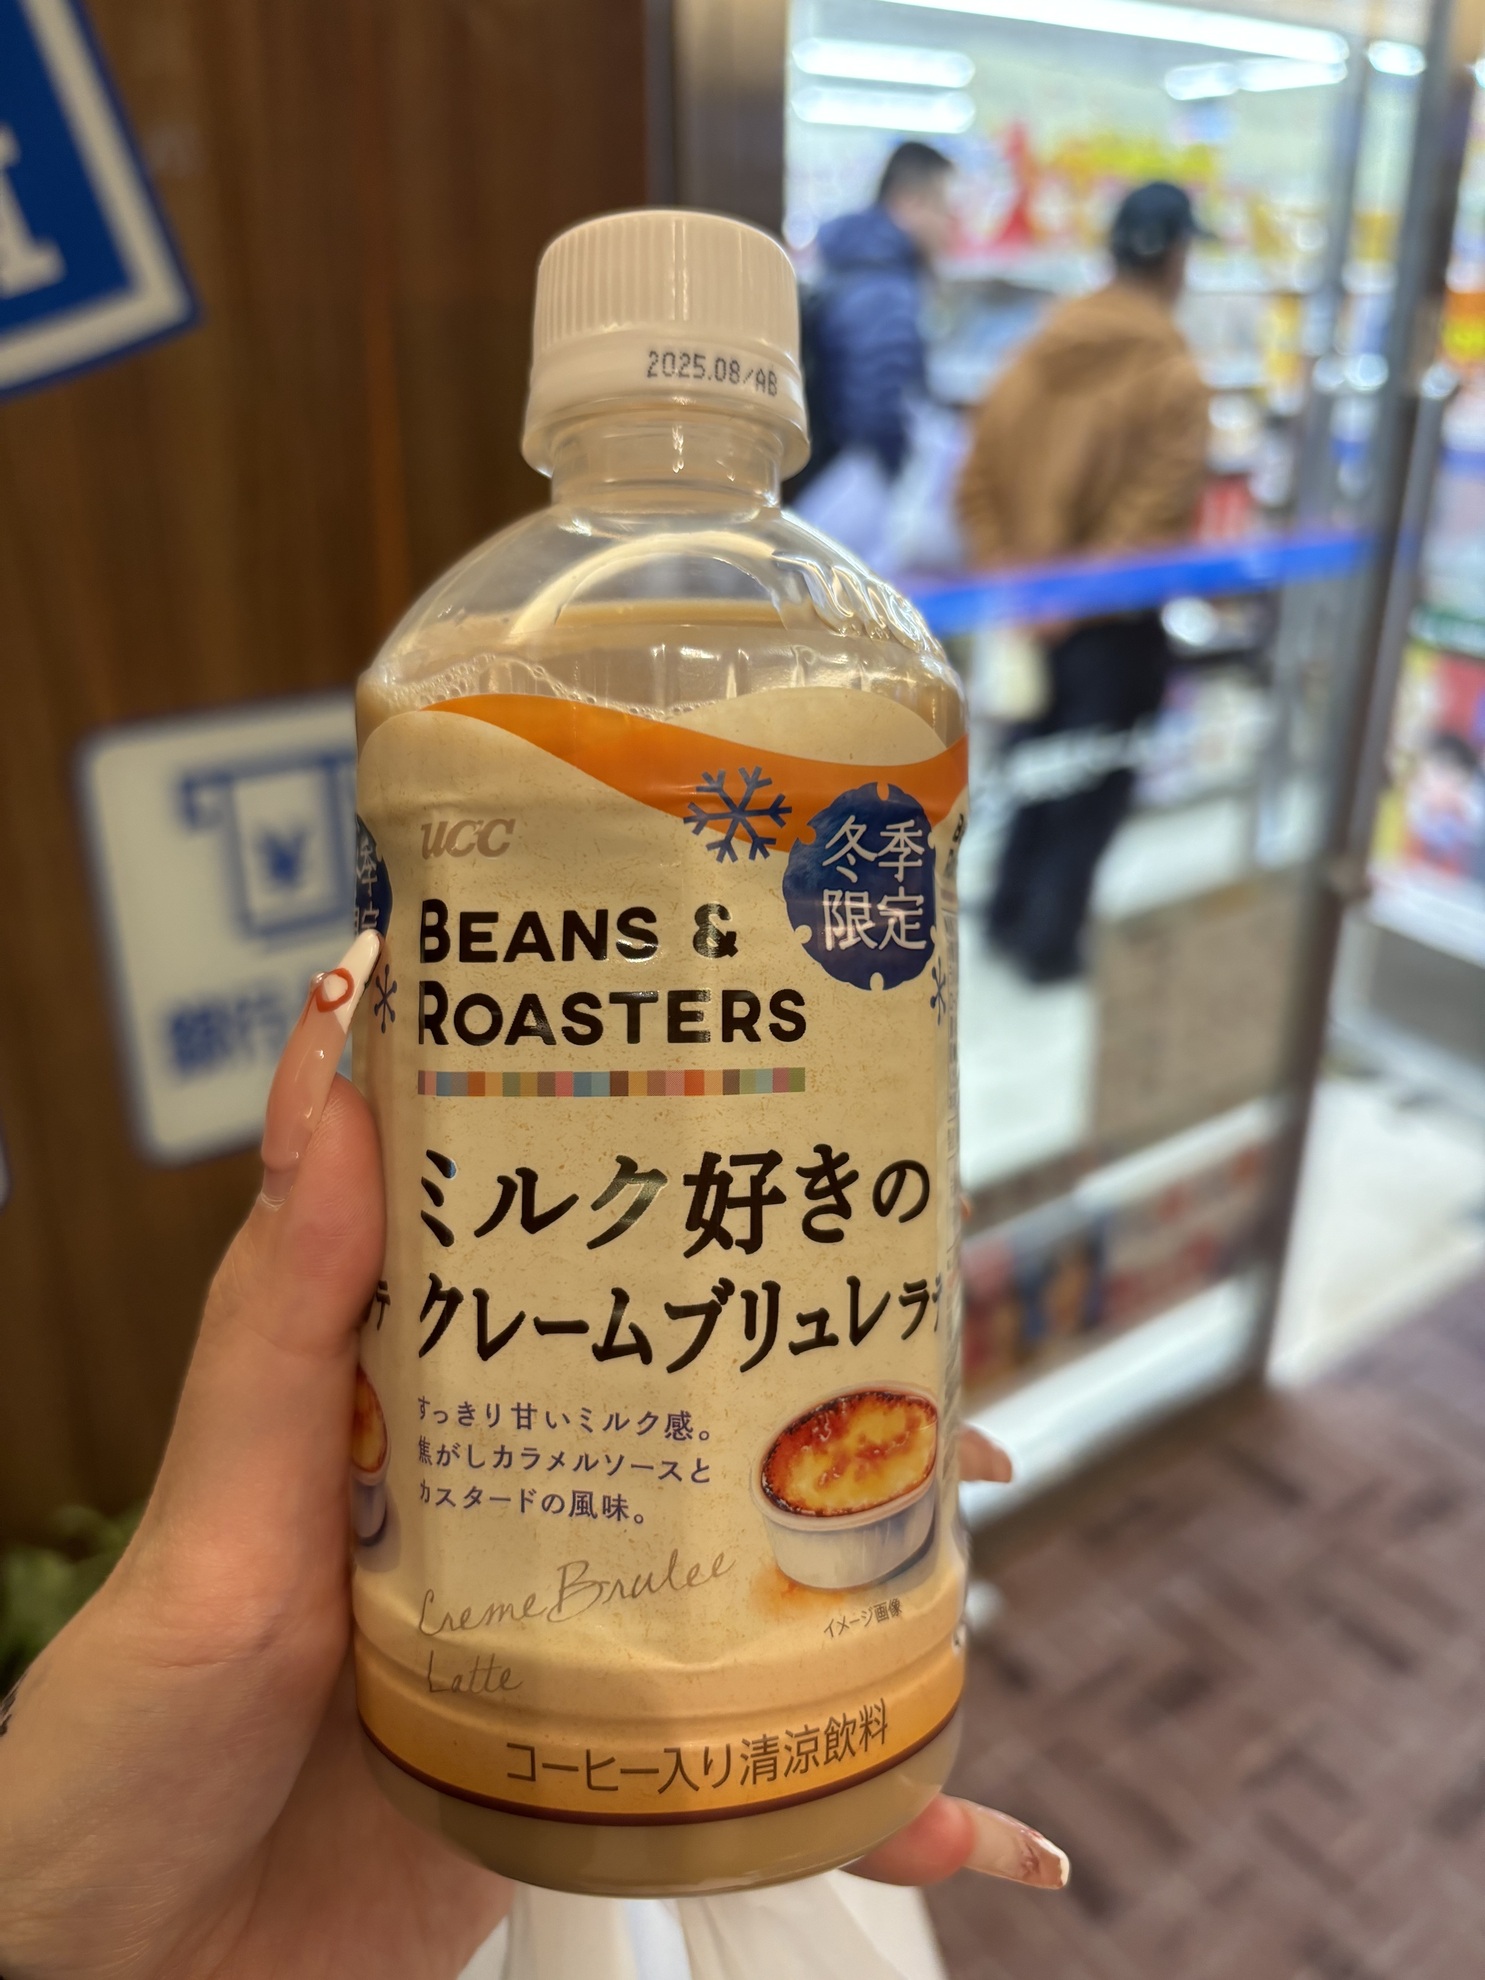 2025.08/AB
UCC
冬季
限定
BEANS &
ROASTERS
ミルク好きの
クレームブリュレラテ
すっきり甘いミルク感。
焦がしカラメルソースと
カスタードの風味。
Creme Brulee
Latte
イメージ画像
コーヒー入り清涼飲料
銀行
¥